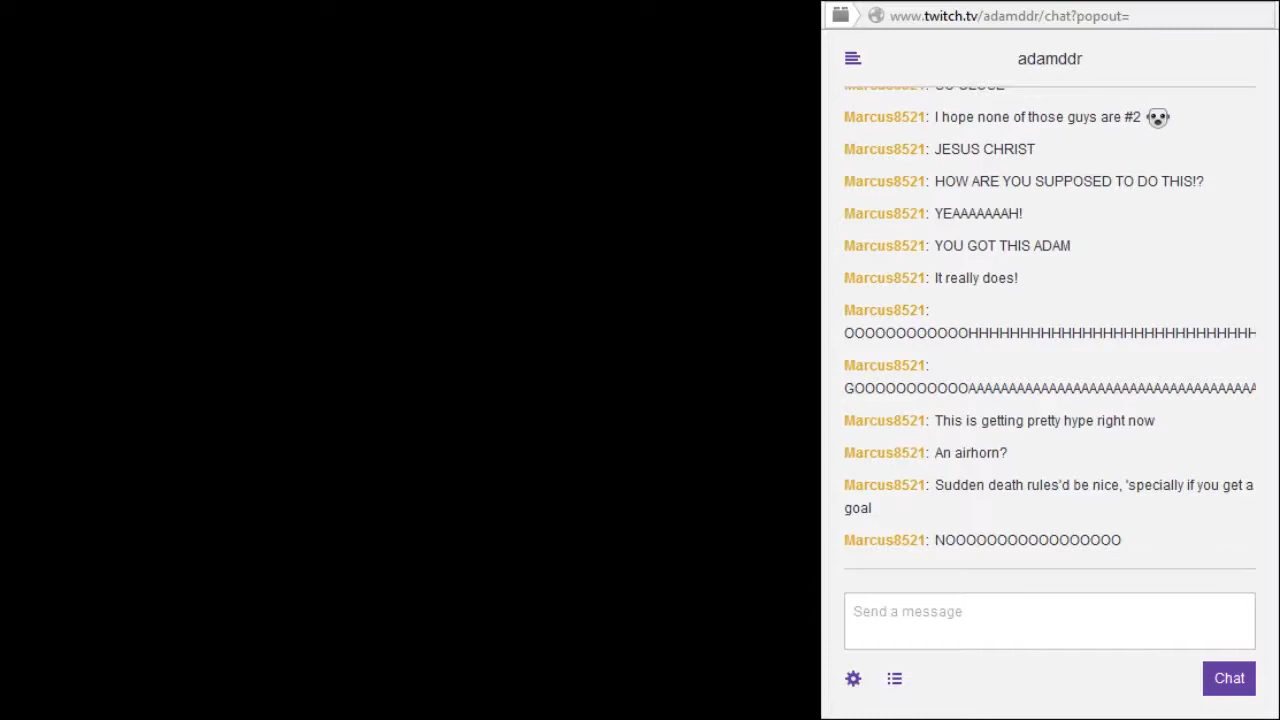 www.twitch.tv/adamddr/chat?popout=
adamddr
Marcus8521: I hope none of those guys are #2
Marcus8521: JESUS CHRIST
Marcus8521: HOW ARE YOU SUPPOSED TO DO THIS!?
Marcus8521: YEAAAAAAAH!
Marcus8521: YOU GOT THIS ADAM
Marcus8521: It really does!
Marcus8521:
OOOOOOOOOOOOHHHHHHHHHHHHHHHHHHHHHHHHHHHH
Marcus8521:
GOOOOOOOOOOOAAAAAAAAAAAAAAAAAAAAAAAAAAAAAAAAAAA
Marcus8521: This is getting pretty hype right now
Marcus8521: An airhorn?
Marcus8521: Sudden death rules'd be nice, 'specially if you get a
goal
Marcus8521: NOOOOOOOOOOOOOOOOO
Send a message
Chat